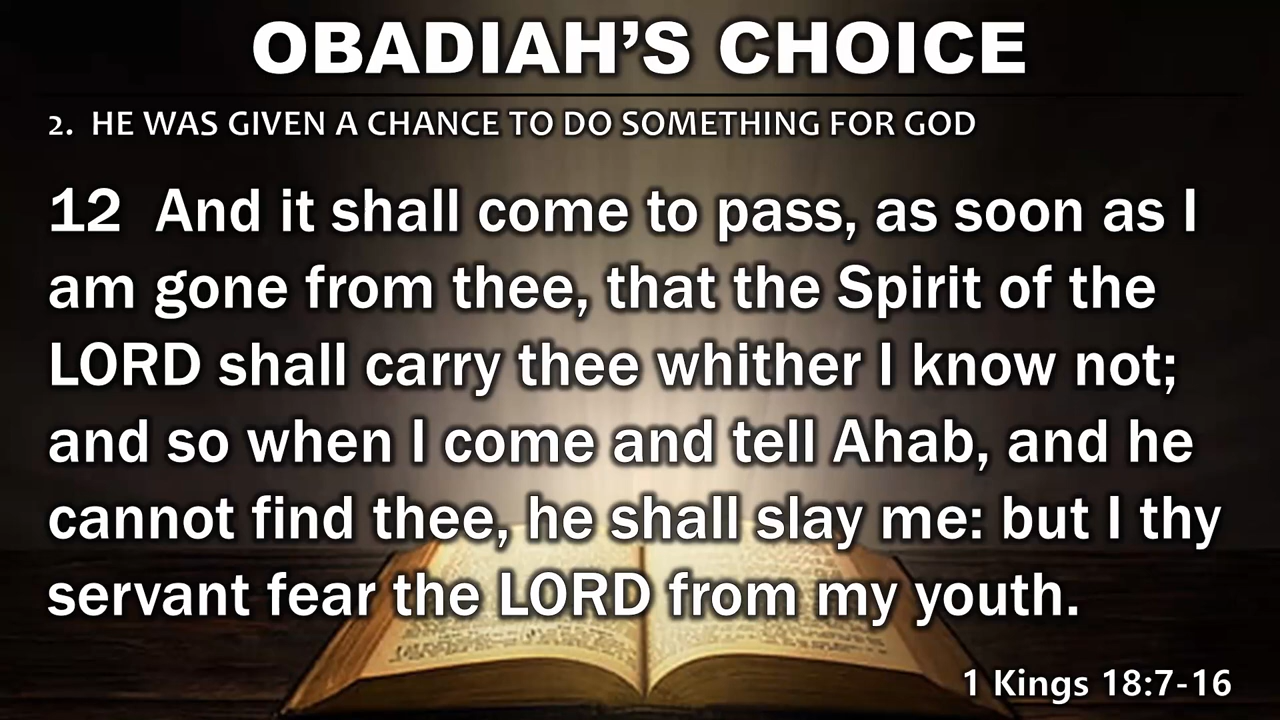 OBADIAH’S CHOICE
2. HE WAS GIVEN A CHANCE TO DO SOMETHING FOR GOD
12 And it shall come to pass, as soon as I
am gone from thee, that the Spirit of the
LORD shall carry thee whither I know not;
and so when I come and tell Ahab, and he
cannot find thee, he shall slay me: but I thy
servant fear the LORD from my youth.
1 Kings 18:7-16